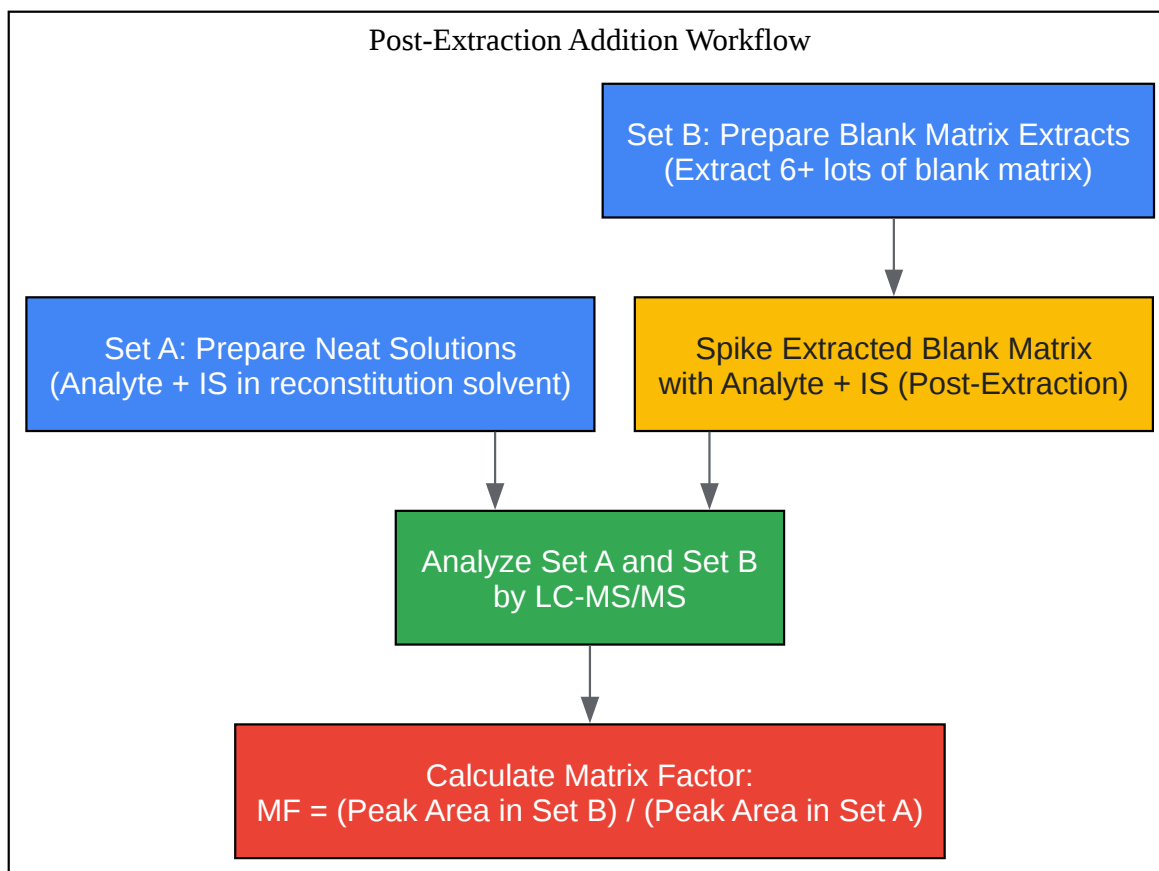 Post-Extraction Addition Workflow
Set B: Prepare Blank Matrix Extracts
(Extract 6+ lots of blank matrix)
Set A: Prepare Neat Solutions
(Analyte + IS in reconstitution solvent)
Spike Extracted Blank Matrix
with Analyte + IS (Post-Extraction)
Analyze Set A and Set B
by LC-MS/MS
Calculate Matrix Factor:
MF = (Peak Area in Set B) / (Peak Area in Set A)